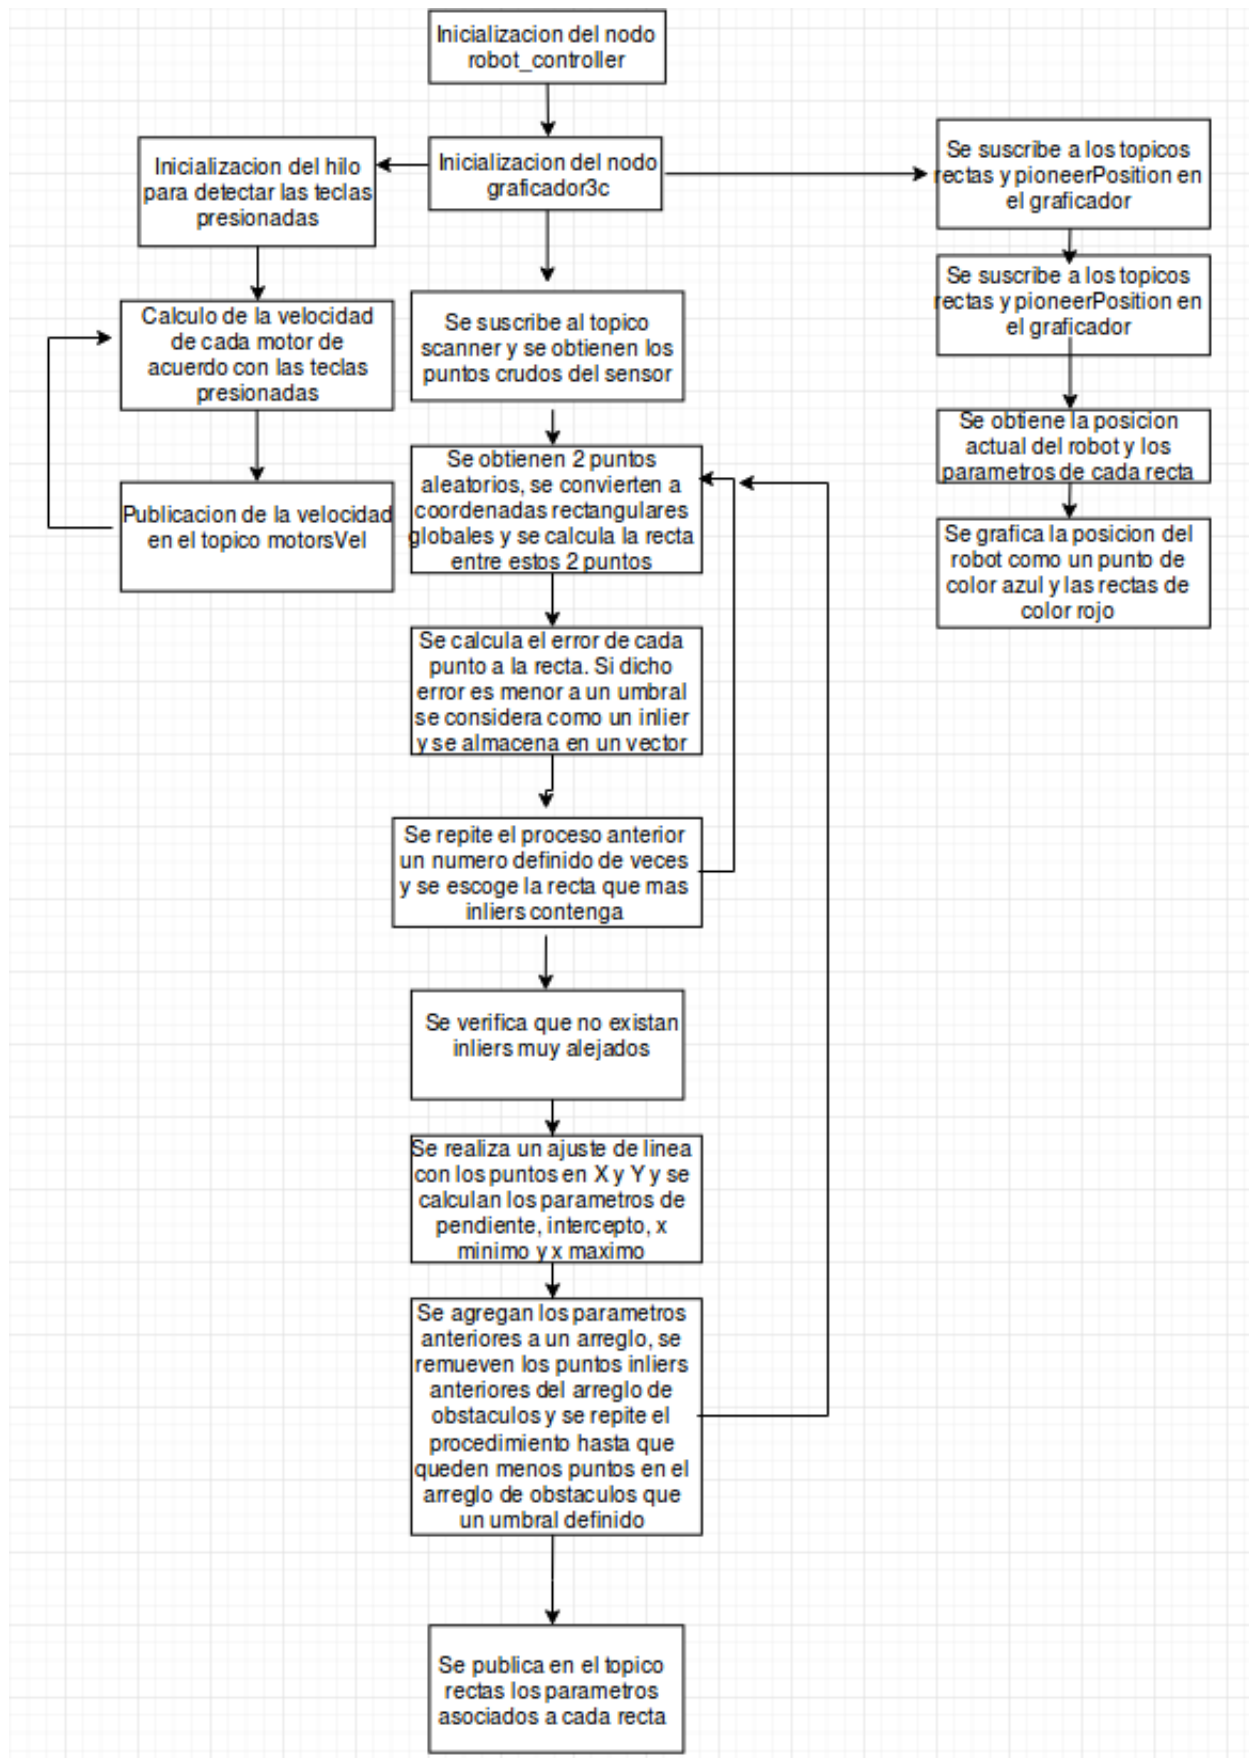 Inicializacion del nodo
robot_controller
Inicializacion del nodo
graficador3c
Inicializacion del hilo
para detectar las teclas
presionadas
Calculo de la velocidad
de cada motor de
acuerdo con las teclas
presionadas
Publicacion de la velocidad
en el topico motorsVel
Se suscribe al topico
scanner y se obtienen los
puntos crudos del sensor
Se obtienen 2 puntos
aleatorios, se convierten a
coordenadas rectangulares
globales y se calcula la recta
entre estos 2 puntos
Se calcula el error de cada
punto a la recta. Si dicho
error es menor a un umbral
se considera como un inlier
y se almacena en un vector
Se repite el proceso anterior
un numero definido de veces
y se escoge la recta que mas
inliers contenga
Se verifica que no existan
inliers muy alejados
Se realiza un ajuste de linea
con los puntos en X y Y y se
calculan los parametros de
pendiente, intercepto, x
minimo y x maximo
Se agregan los parametros
anteriores a un arreglo, se
remueven los puntos inliers
anteriores del arreglo de
obstaculos y se repite el
procedimiento hasta que
queden menos puntos en el
arreglo de obstaculos que
un umbral definido
Se publica en el topico
rectas los parametros
asociados a cada recta
Se suscribe a los topicos
rectas y pioneerPosition en
el graficador
Se suscribe a los topicos
rectas y pioneerPosition en
el graficador
Se obtiene la posicion
actual del robot y los
parametros de cada recta
Se grafica la posicion del
robot como un punto de
color azul y las rectas de
color rojo